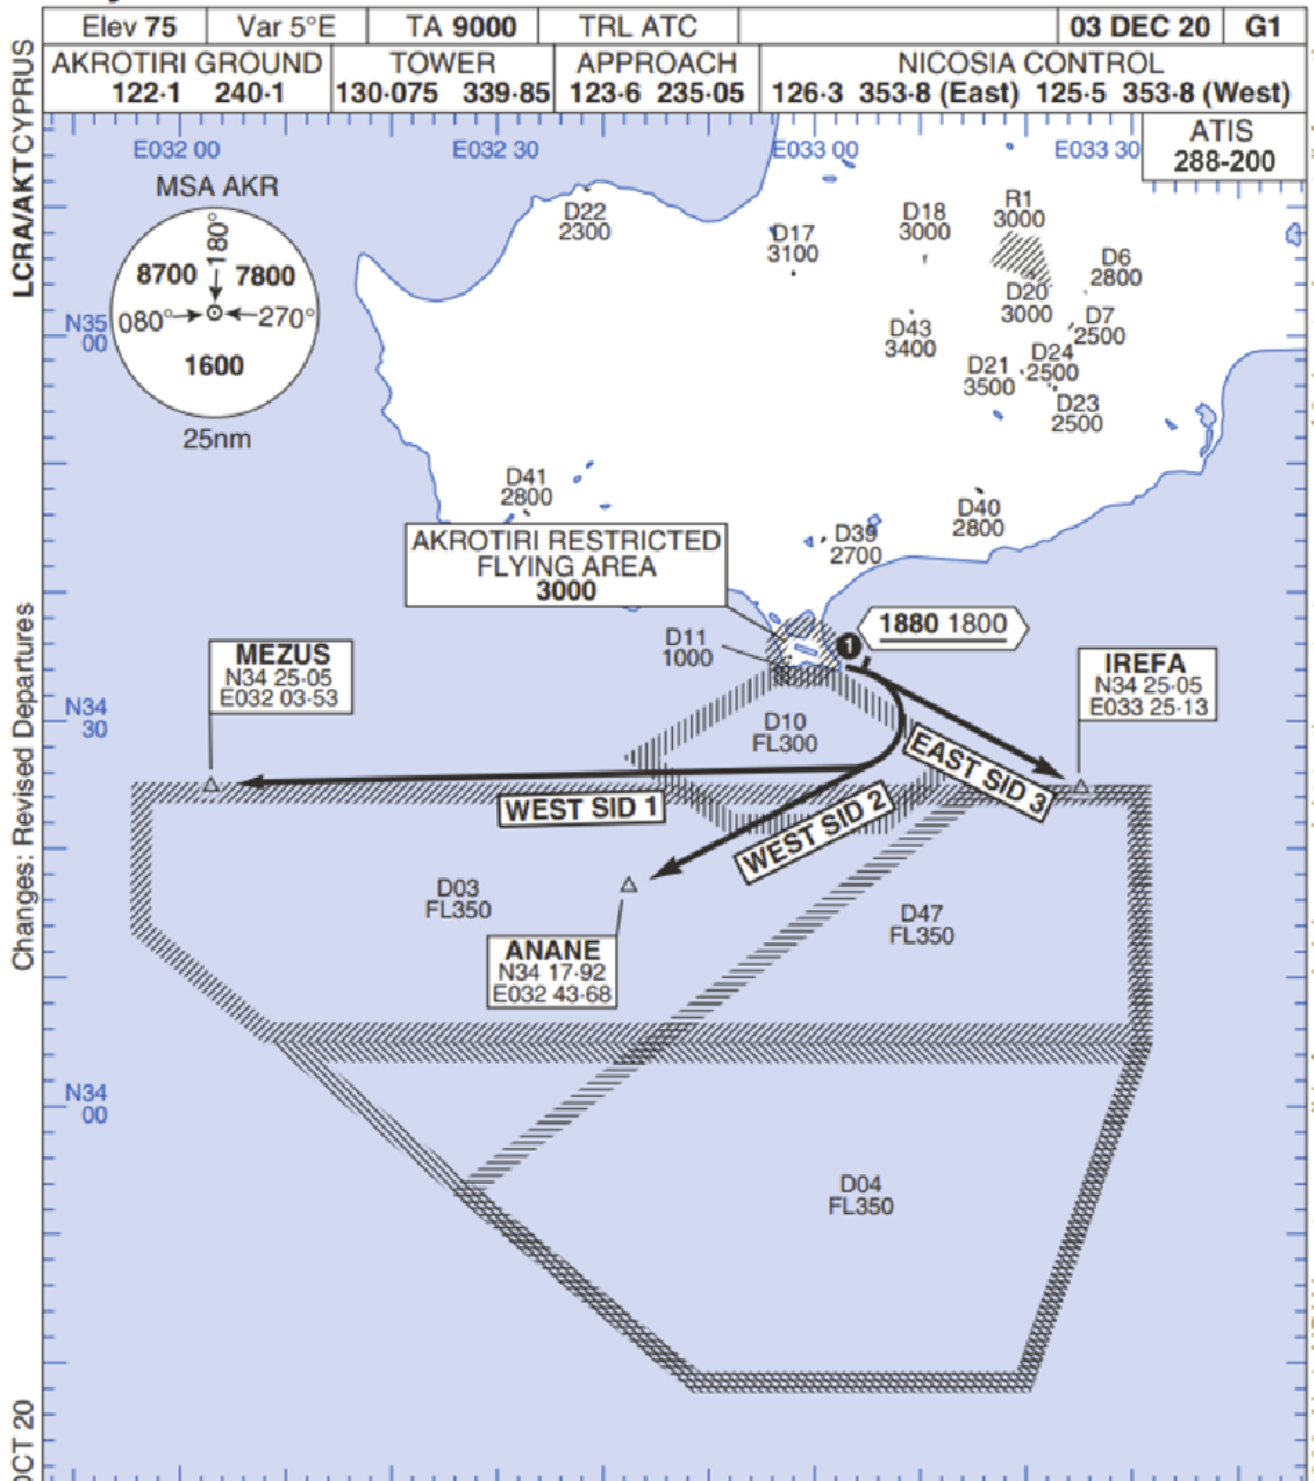 Elev 75
Var 5°E
TA 9000
TRL ATC
03 DEC 20
G1
AKROTIRI GROUND
122·1 240·1
TOWER
130·075 339·85
APPROACH
123·6 235·05
NICOSIA CONTROL
126·3 353·8 (East) 125·5 353·8 (West)
ATIS
288-200
LCRA/AKT CYPRUS
E032 00
E032 30
E033 00
E033 30
MSA AKR
180°
8700
7800
080°
270°
1600
25nm
N35
00
D22
2300
D17
3100
D18
3000
R1
3000
D6
2800
D20
3000
D7
2500
D43
3400
D24
2500
D21
3500
D23
2500
D41
2800
D40
2800
D39
2700
AKROTIRI RESTRICTED
FLYING AREA
3000
D11
1000
1
1880 1800
MEZUS
N34 25·05
E032 03·53
IREFA
N34 25·05
E033 25·13
N34
30
D10
FL300
EAST SID 3
WEST SID 1
WEST SID 2
D03
FL350
D47
FL350
ANANE
N34 17·92
E032 43·68
N34
00
D04
FL350
Changes: Revised Departures
OCT 20